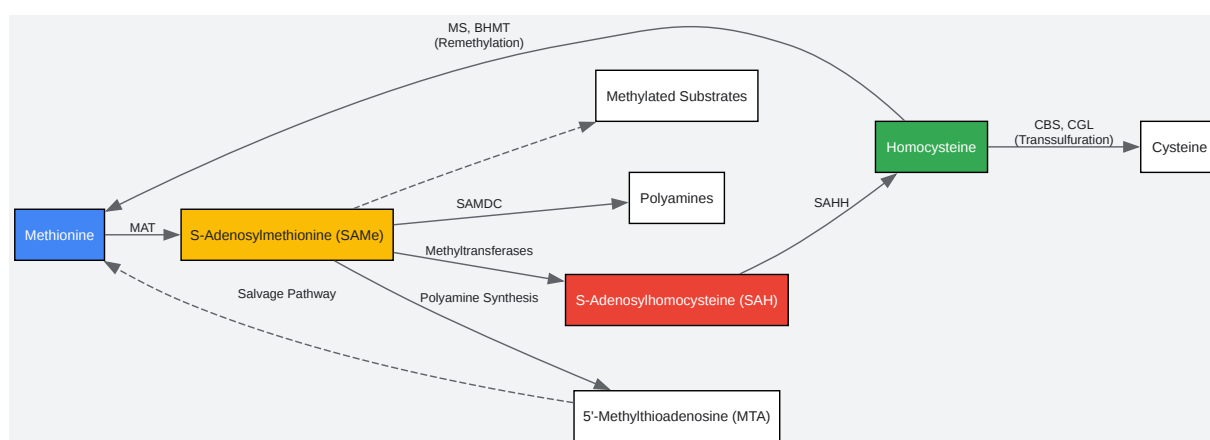 MS, BHMT
(Remethylation)
Methylated Substrates
CBS, CGL
(Transsulfuration)
Homocysteine
Cysteine
Polyamines
SAMDC
SAHH
Methionine
MAT
S-Adenosylmethionine (SAMe)
Methyltransferases
S-Adenosylhomocysteine (SAH)
Salvage Pathway
Polyamine Synthesis
5'-Methylthioadenosine (MTA)